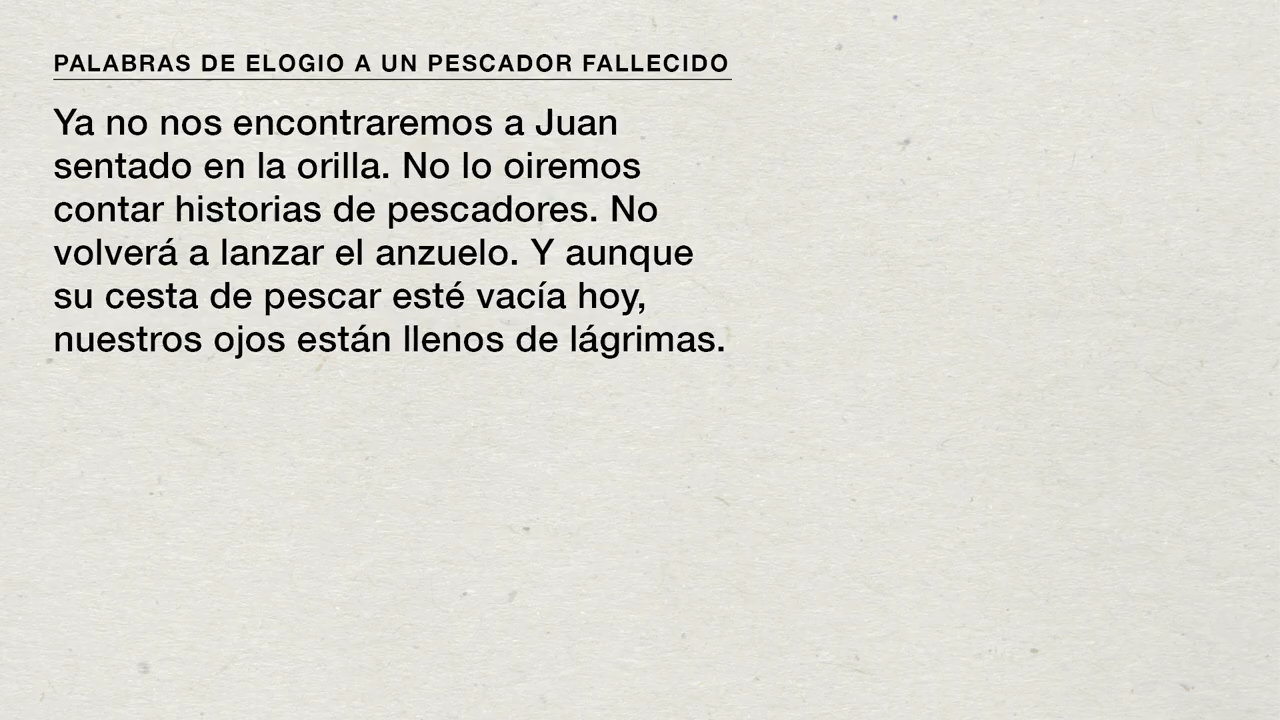 PALABRAS DE ELOGIO A UN PESCADOR FALLECIDO
Ya no nos encontraremos a Juan
sentado en la orilla. No lo oiremos
contar historias de pescadores. No
volverá a lanzar el anzuelo. Y aunque
su cesta de pescar esté vacía hoy,
nuestros ojos están llenos de lágrimas.